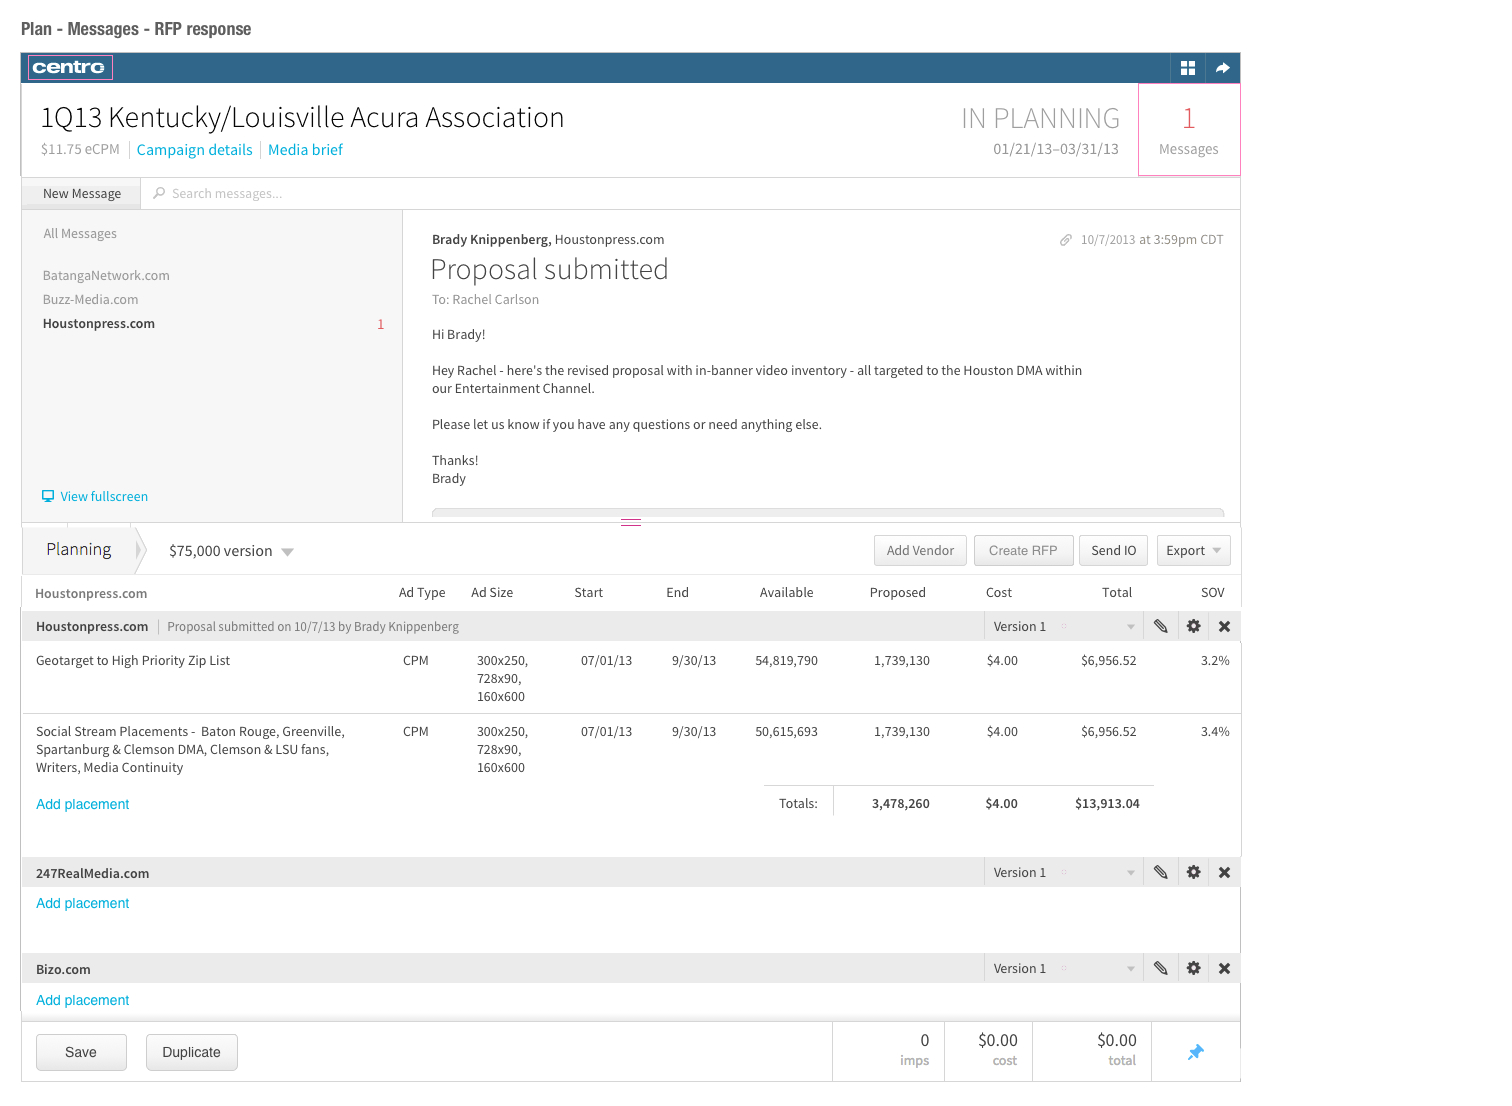 Plan - Messages - RFP response
centro
1Q13 Kentucky/Louisville Acura Association
IN PLANNING
1
$11.75 eCPM
Campaign details
Media brief
01/21/13–03/31/13
Messages
New Message
Search messages...
All Messages
BatangaNetwork.com
Buzz-Media.com
Houstonpress.com 1
View fullscreen
Brady Knippenberg, Houstonpress.com
10/7/2013 at 3:59pm CDT
Proposal submitted
To: Rachel Carlson
Hi Brady!
Hey Rachel - here's the revised proposal with in-banner video inventory - all targeted to the Houston DMA within
our Entertainment Channel.
Please let us know if you have any questions or need anything else.
Thanks!
Brady
Planning
$75,000 version
Add Vendor
Create RFP
Send IO
Export
Houstonpress.com Ad Type Ad Size Start End Available Proposed Cost Total SOV
Houstonpress.com Proposal submitted on 10/7/13 by Brady Knippenberg Version 1
Geotarget to High Priority Zip List CPM 300x250, 07/01/13 9/30/13 54,819,790 1,739,130 $4.00 $6,956.52 3.2%
728x90,
160x600
Social Stream Placements - Baton Rouge, Greenville, CPM 300x250, 07/01/13 9/30/13 50,615,693 1,739,130 $4.00 $6,956.52 3.4%
Spartanburg & Clemson DMA, Clemson & LSU fans, 728x90,
Writers, Media Continuity 160x600
Add placement Totals: 3,478,260 $4.00 $13,913.04
247RealMedia.com Version 1
Add placement
Bizo.com Version 1
Add placement
Save
Duplicate
0 $0.00 $0.00
imps cost total